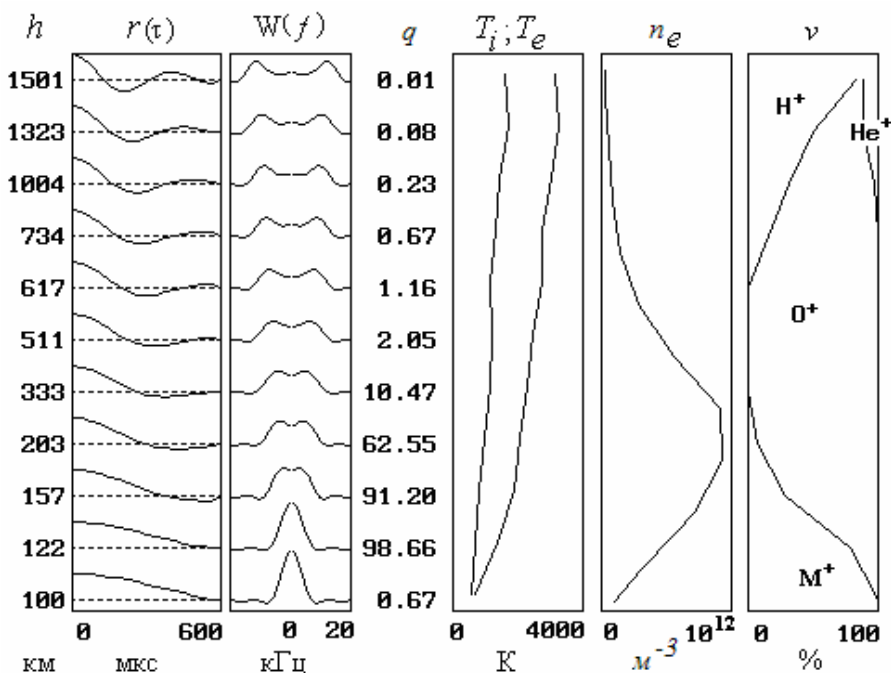 h r(τ) W(f) q T_i ; T_e n_e ν
1501 0.01
H⁺
1323 He⁺ 0.08
1004 0.23
734 0.67
617 1.16
O⁺
511 2.05
333 10.47
203 62.55
157 91.20
122 98.66
M⁺
100 0.67
0 600 0 20 0 4000 0 10¹² 0 100
км мкс кГц К м⁻³ %